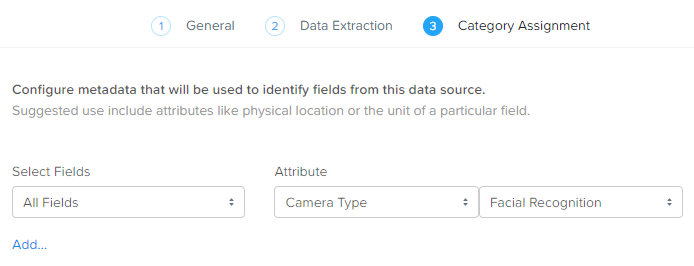 1 General 2 Data Extraction 3 Category Assignment
Configure metadata that will be used to identify fields from this data source.
Suggested use include attributes like physical location or the unit of a particular field.
Select Fields Attribute
All Fields Camera Type Facial Recognition
Add...